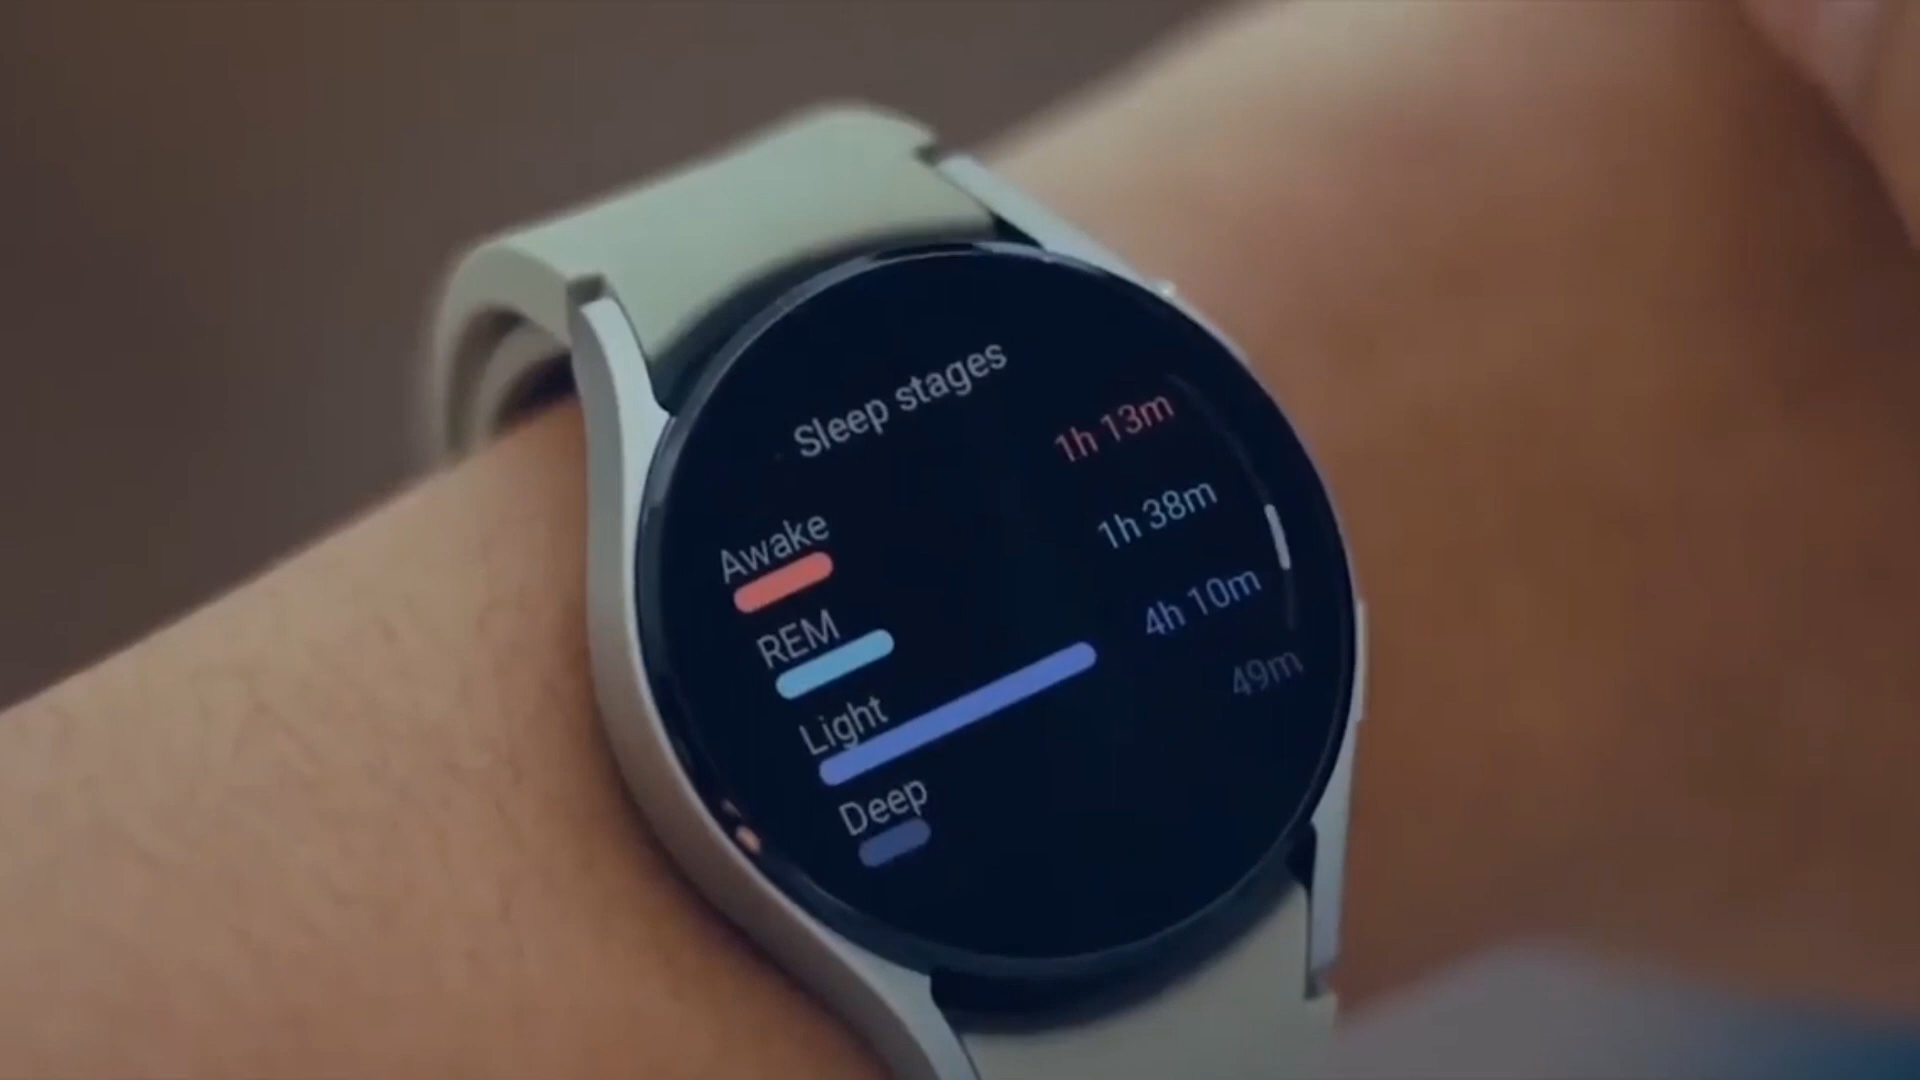 Sleep stages
Awake 1h 13m
REM 1h 38m
Light 4h 10m
Deep 49m